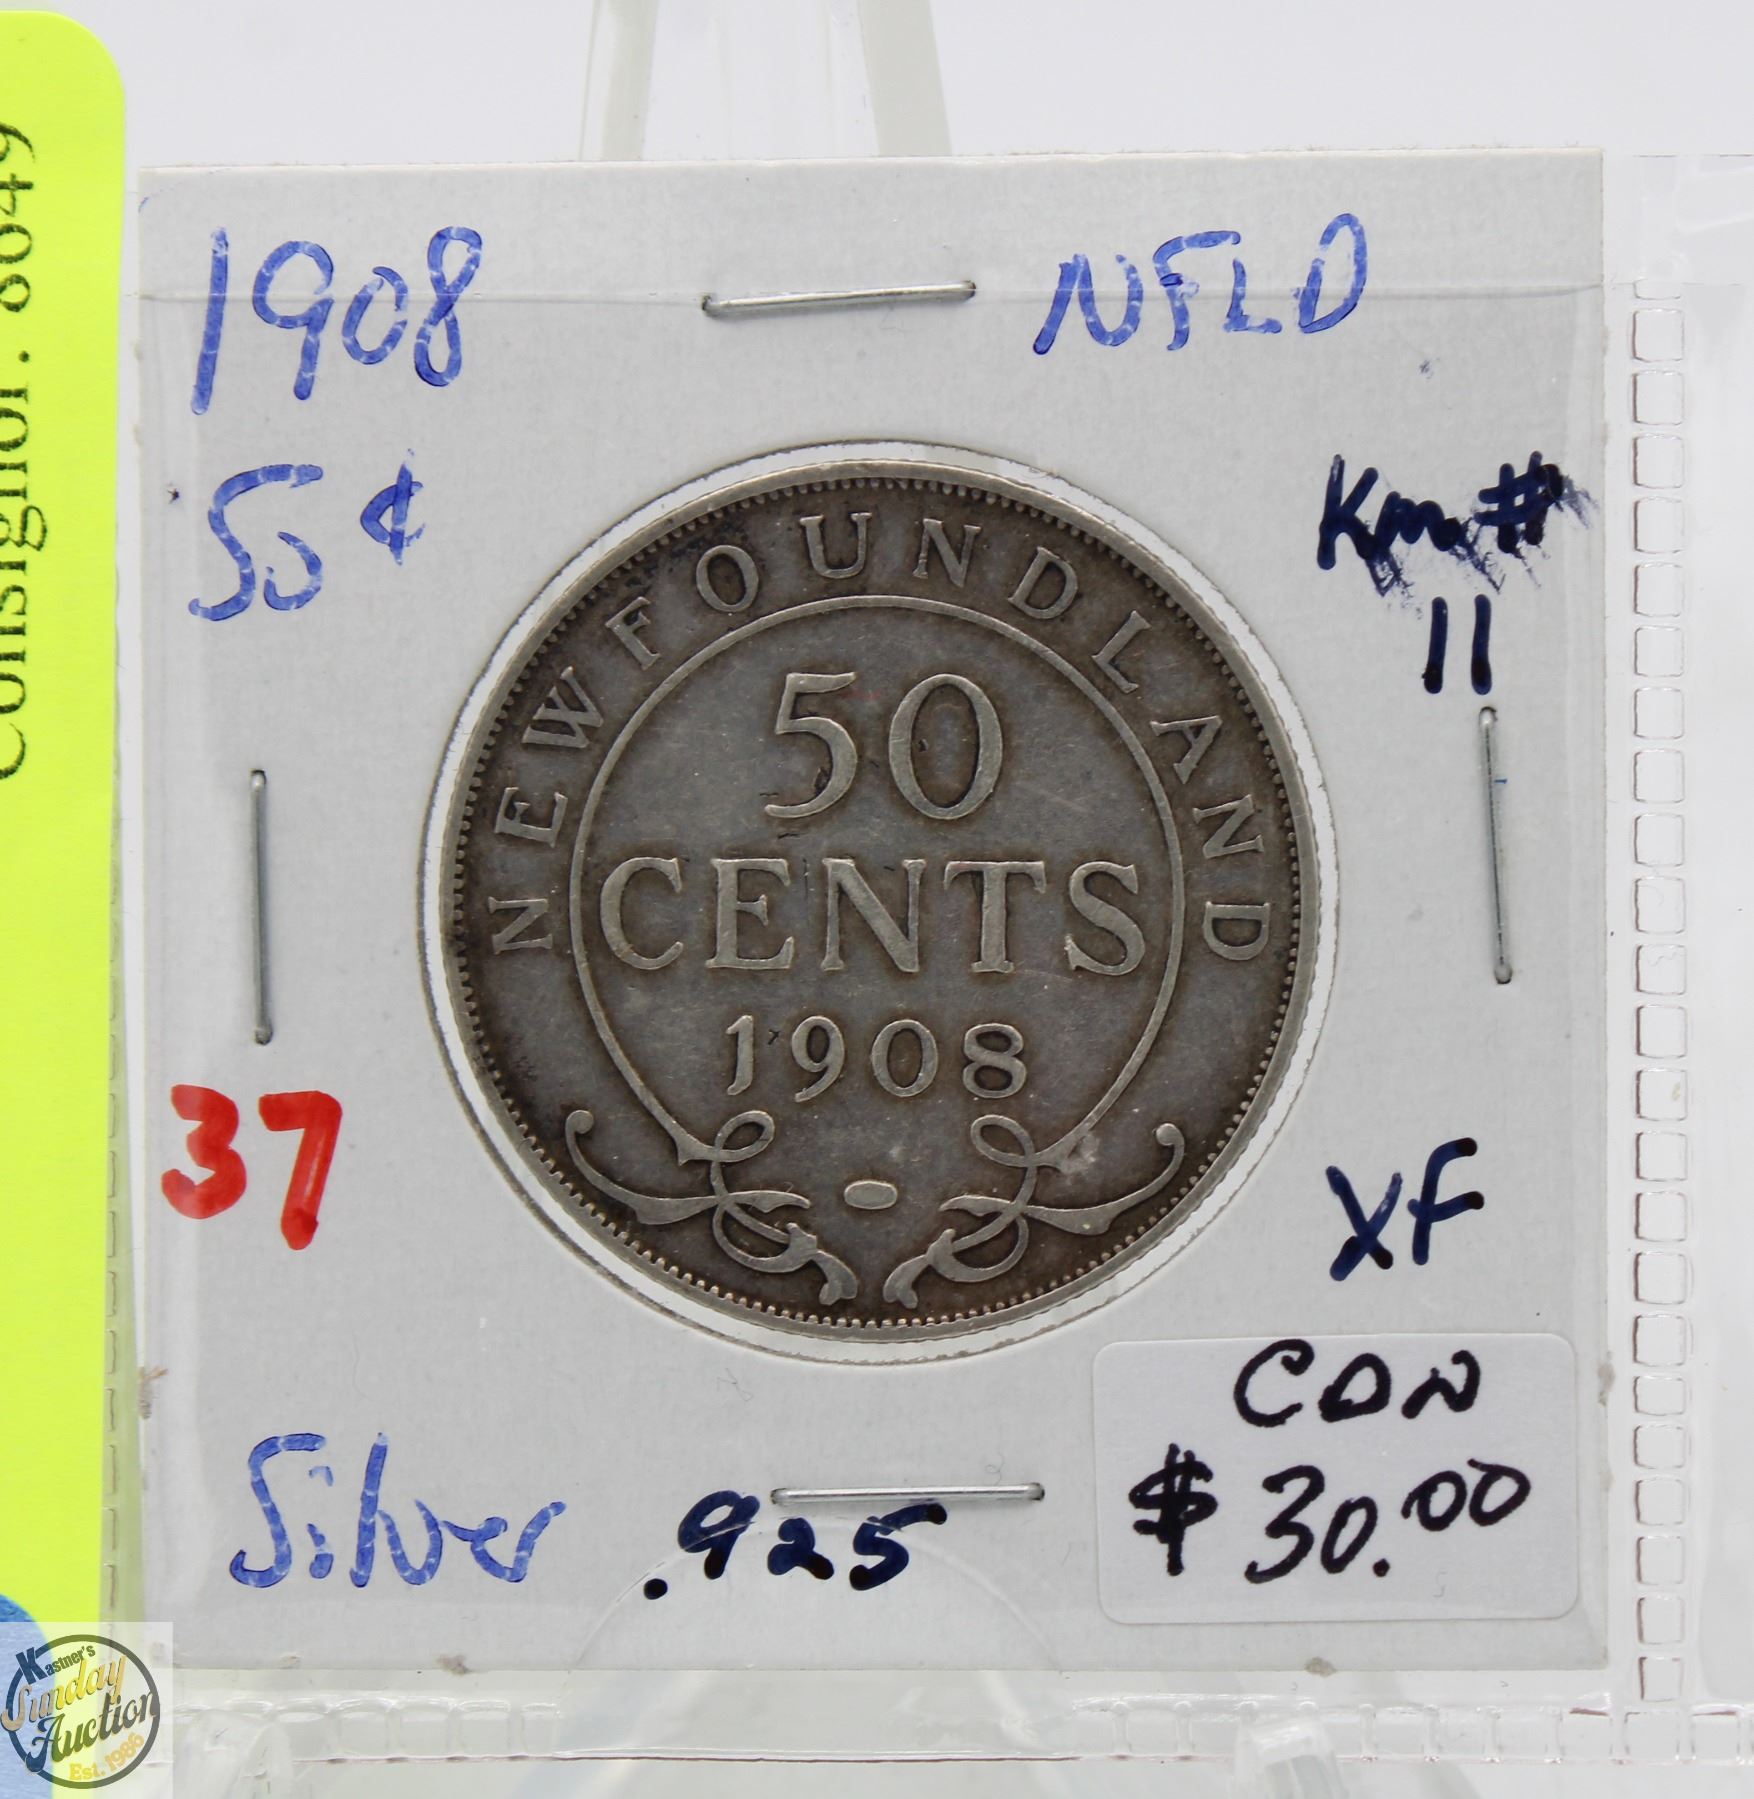 Consignor: 8049
1908
NFLD
50¢
Km #
11
NEWFOUNDLAND
50
CENTS
1908
37
XF
CDN
$30.00
Silver .925
Kastner's
Sunday
Auction
Est. 1986